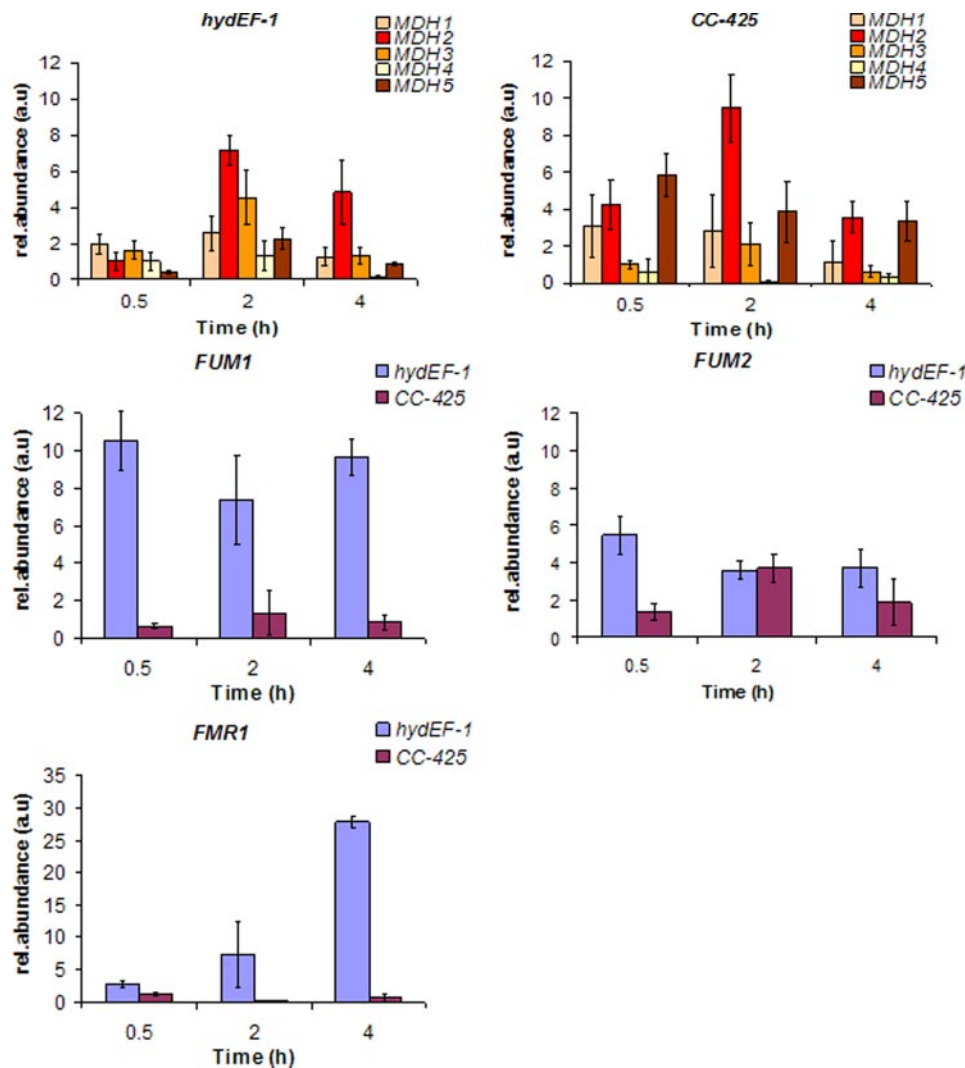 hydEF-1
MDH1
MDH2
MDH3
MDH4
MDH5
rel.abundance (a.u)
12
10
8
6
4
2
0
0.5 2 4
Time (h)
CC-425
MDH1
MDH2
MDH3
MDH4
MDH5
rel.abundance (a.u)
12
10
8
6
4
2
0
0.5 2 4
Time (h)
FUM1
hydEF-1
CC-425
rel.abundance (a.u)
12
10
8
6
4
2
0
0.5 2 4
Time (h)
FUM2
hydEF-1
CC-425
rel.abundance (a.u)
12
10
8
6
4
2
0
0.5 2 4
Time (h)
FMR1
hydEF-1
CC-425
rel.abundance (a.u)
35
30
25
20
15
10
5
0
0.5 2 4
Time (h)